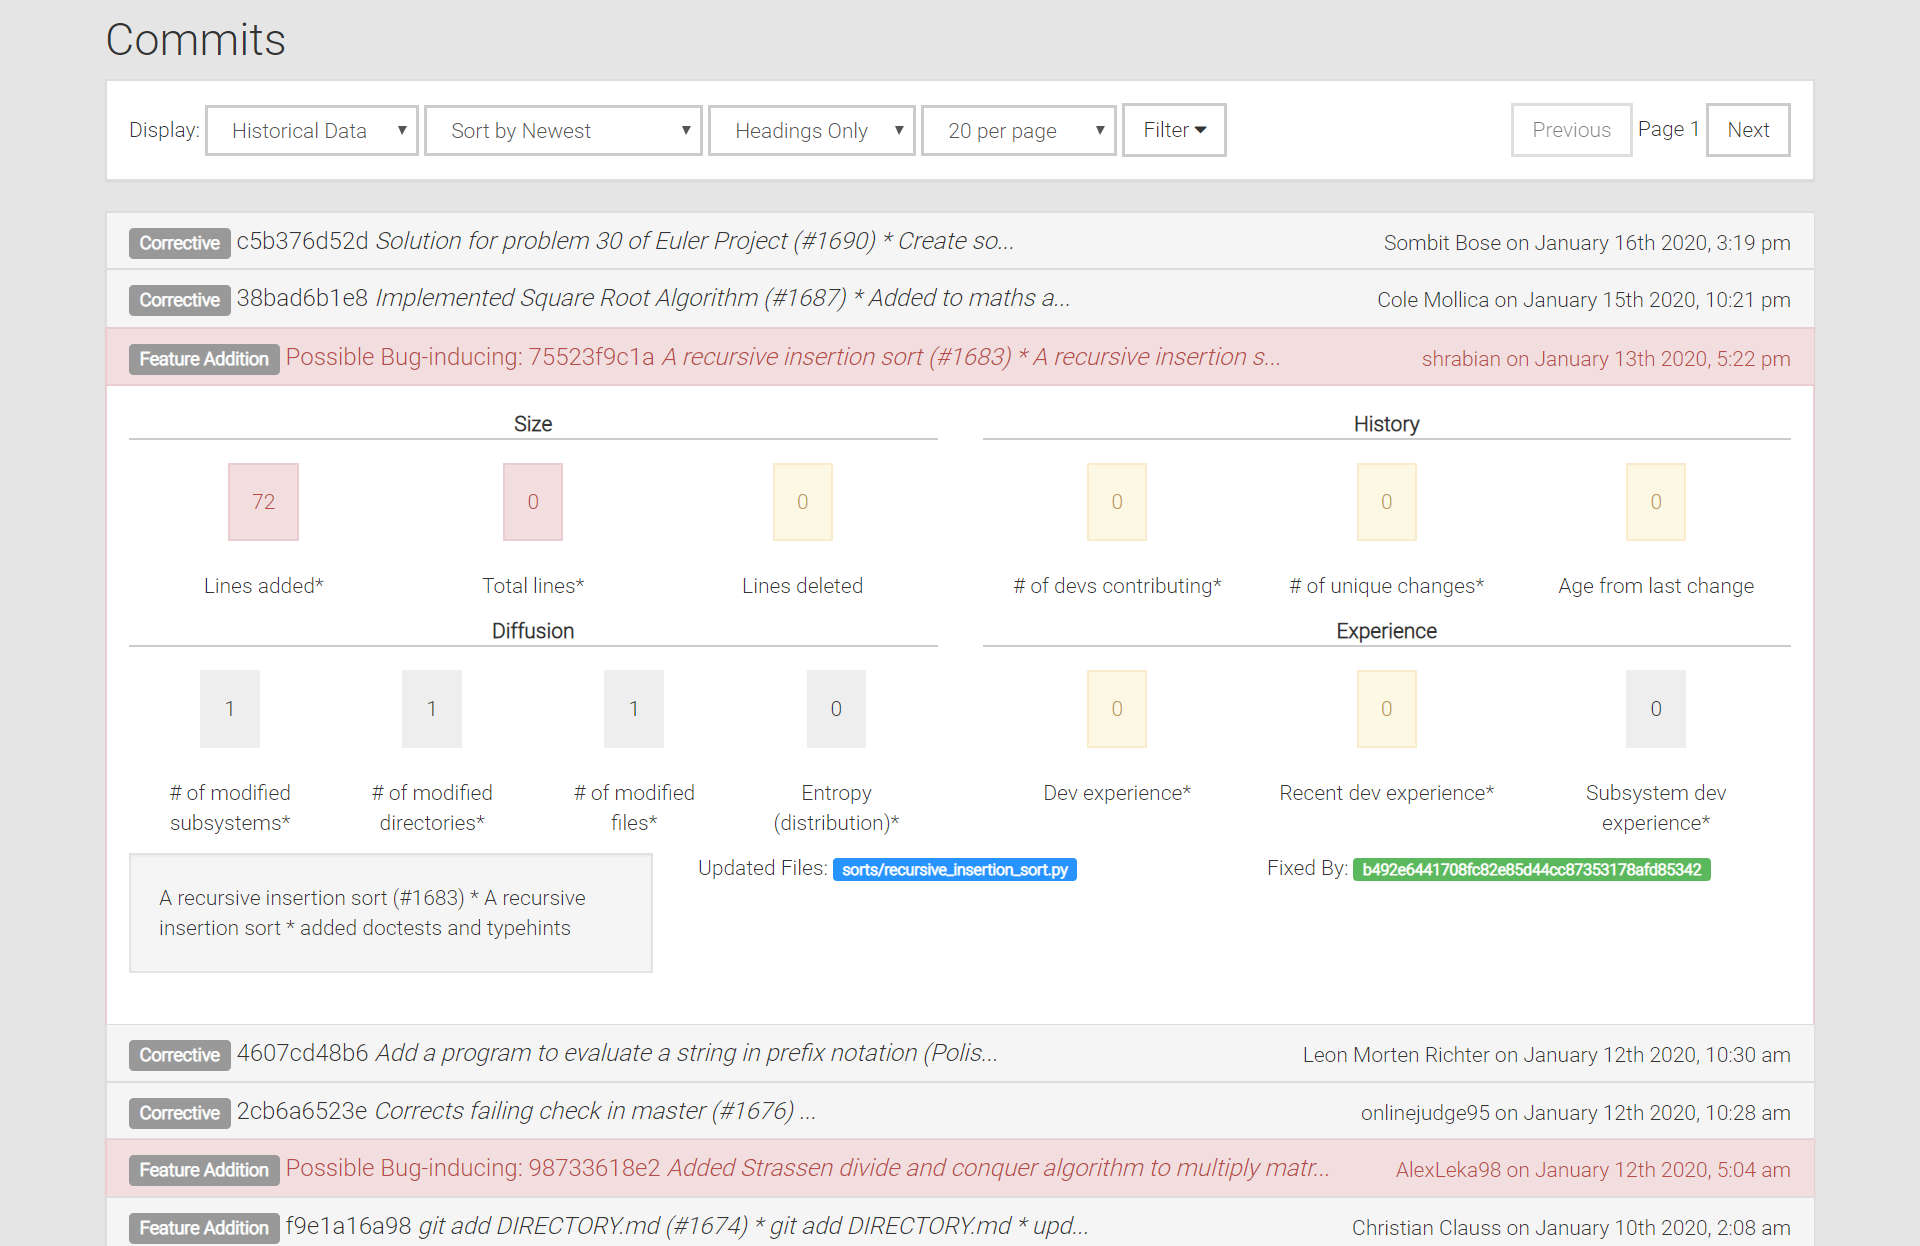 Commits
Display: Historical Data ▼ Sort by Newest ▼ Headings Only ▼ 20 per page ▼ Filter Previous Page 1 Next
Corrective c5b376d52d Solution for problem 30 of Euler Project (#1690) * Create so... Sombit Bose on January 16th 2020, 3:19 pm
Corrective 38bad6b1e8 Implemented Square Root Algorithm (#1687) * Added to maths a... Cole Mollica on January 15th 2020, 10:21 pm
Feature Addition Possible Bug-inducing: 75523f9c1a A recursive insertion sort (#1683) * A recursive insertion s... shrabian on January 13th 2020, 5:22 pm
Size
72 0 0
Lines added* Total lines* Lines deleted
History
0 0 0
# of devs contributing* # of unique changes* Age from last change
Diffusion
1 1 1 0
# of modified subsystems* # of modified directories* # of modified files* Entropy (distribution)*
Experience
0 0 0
Dev experience* Recent dev experience* Subsystem dev experience*
A recursive insertion sort (#1683) * A recursive
insertion sort * added doctests and typehints
Updated Files: sorts/recursive_insertion_sort.py
Fixed By: b492e6441708fc82e85d44cc87353178afd85342
Corrective 4607cd48b6 Add a program to evaluate a string in prefix notation (Polis... Leon Morten Richter on January 12th 2020, 10:30 am
Corrective 2cb6a6523e Corrects failing check in master (#1676) ... onlinejudge95 on January 12th 2020, 10:28 am
Feature Addition Possible Bug-inducing: 98733618e2 Added Strassen divide and conquer algorithm to multiply matr... AlexLeka98 on January 12th 2020, 5:04 am
Feature Addition f9e1a16a98 git add DIRECTORY.md (#1674) * git add DIRECTORY.md * upd... Christian Clauss on January 10th 2020, 2:08 am